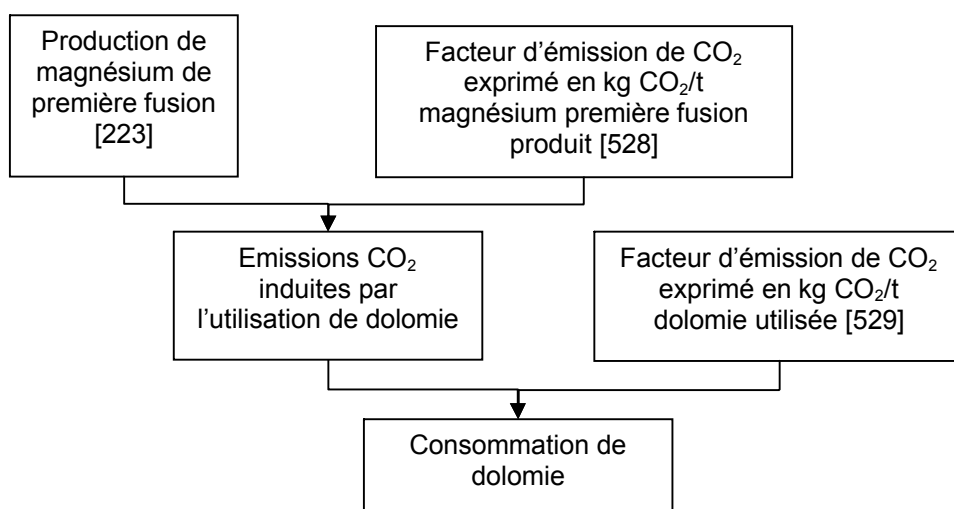 Production de
magnésium de
première fusion
[223]
Facteur d’émission de CO₂
exprimé en kg CO₂/t
magnésium première fusion
produit [528]
Emissions CO₂
induites par
l’utilisation de dolomie
Facteur d’émission de CO₂
exprimé en kg CO₂/t
dolomie utilisée [529]
Consommation de
dolomie